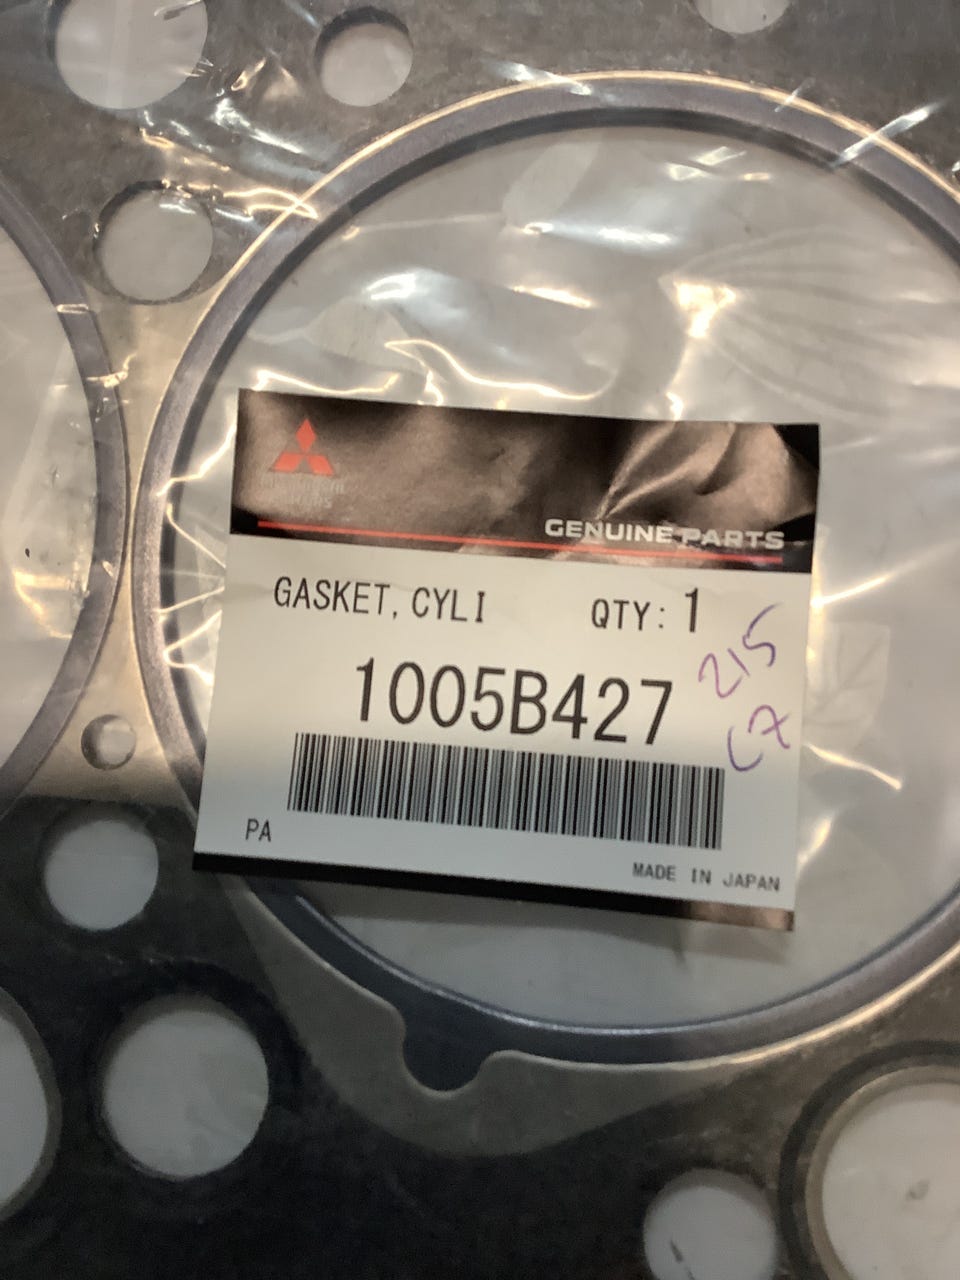 GENUINE PARTS
GASKET, CYLI QTY: 1
1005B427
215
C7
PA
MADE IN JAPAN